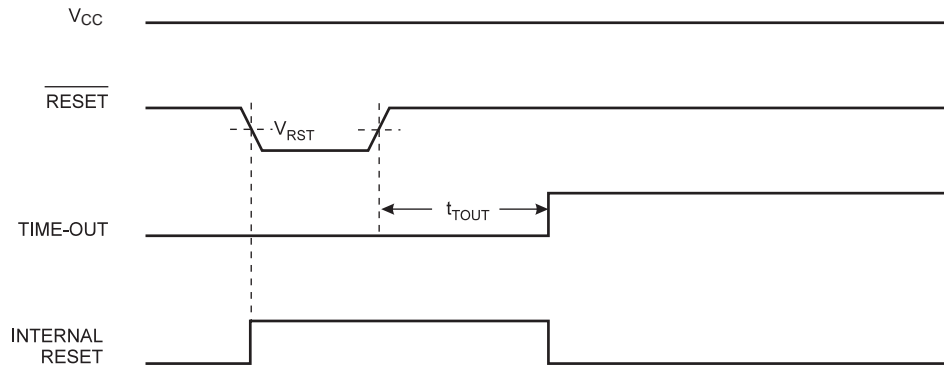 VCC
RESET
VRST
tTOUT
TIME-OUT
INTERNAL
RESET